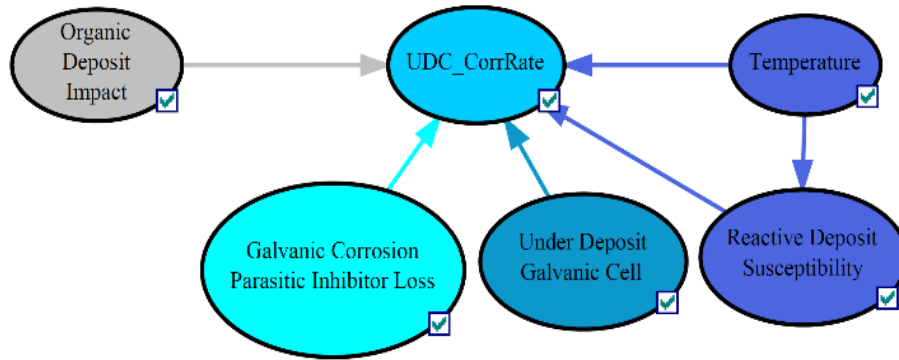 Organic
Deposit
Impact
UDC_CorrRate
Temperature
Galvanic Corrosion
Parasitic Inhibitor Loss
Under Deposit
Galvanic Cell
Reactive Deposit
Susceptibility